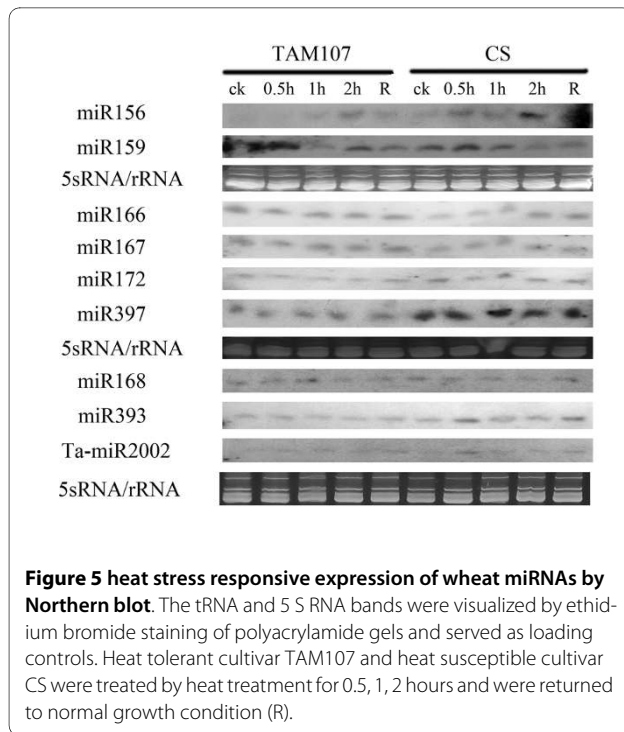 TAM107 CS
ck 0.5h 1h 2h R ck 0.5h 1h 2h R
miR156
miR159
5sRNA/rRNA
miR166
miR167
miR172
miR397
5sRNA/rRNA
miR168
miR393
Ta-miR2002
5sRNA/rRNA
Figure 5 heat stress responsive expression of wheat miRNAs by
Northern blot. The tRNA and 5 S RNA bands were visualized by ethid-
ium bromide staining of polyacrylamide gels and served as loading
controls. Heat tolerant cultivar TAM107 and heat susceptible cultivar
CS were treated by heat treatment for 0.5, 1, 2 hours and were returned
to normal growth condition (R).